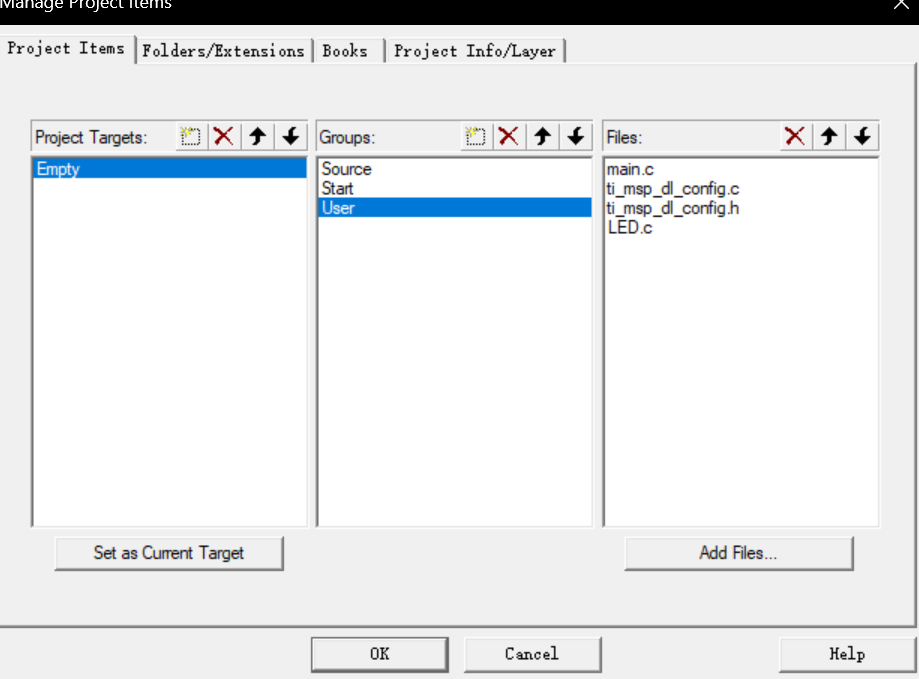 Manage Project Items
Project Items Folders/Extensions Books Project Info/Layer
Project Targets: Groups: Files:
Empty
Source
Start
User
main.c
ti_msp_dl_config.c
ti_msp_dl_config.h
LED.c
Set as Current Target Add Files...
OK Cancel Help